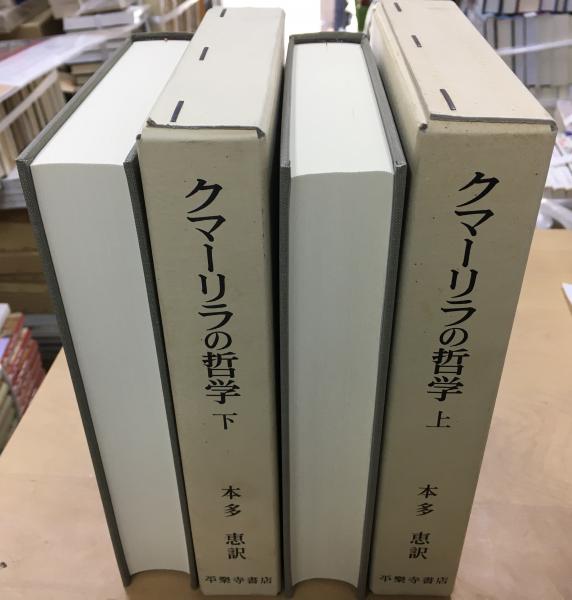 クマーリラの哲学 上
本多 恵訳
平樂寺書店
クマーリラの哲学 下
本多 恵訳
平樂寺書店